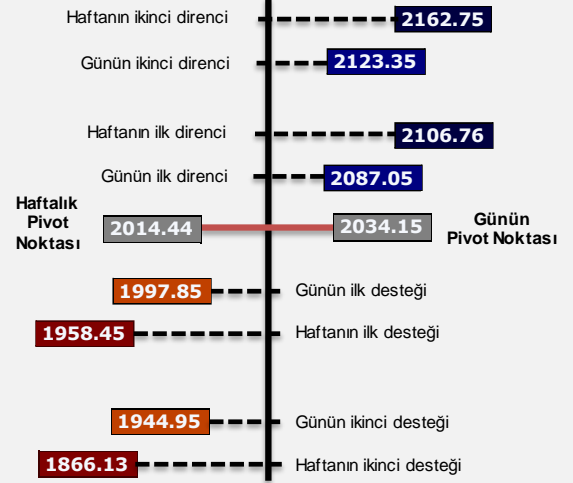 Haftanın ikinci direnci
2162.75
Günün ikinci direnci
2123.35
Haftanın ilk direnci
2106.76
Günün ilk direnci
2087.05
Haftalık
Pivot
Noktası
2014.44
2034.15
Günün
Pivot Noktası
1997.85
Günün ilk desteği
1958.45
Haftanın ilk desteği
1944.95
Günün ikinci desteği
1866.13
Haftanın ikinci desteği